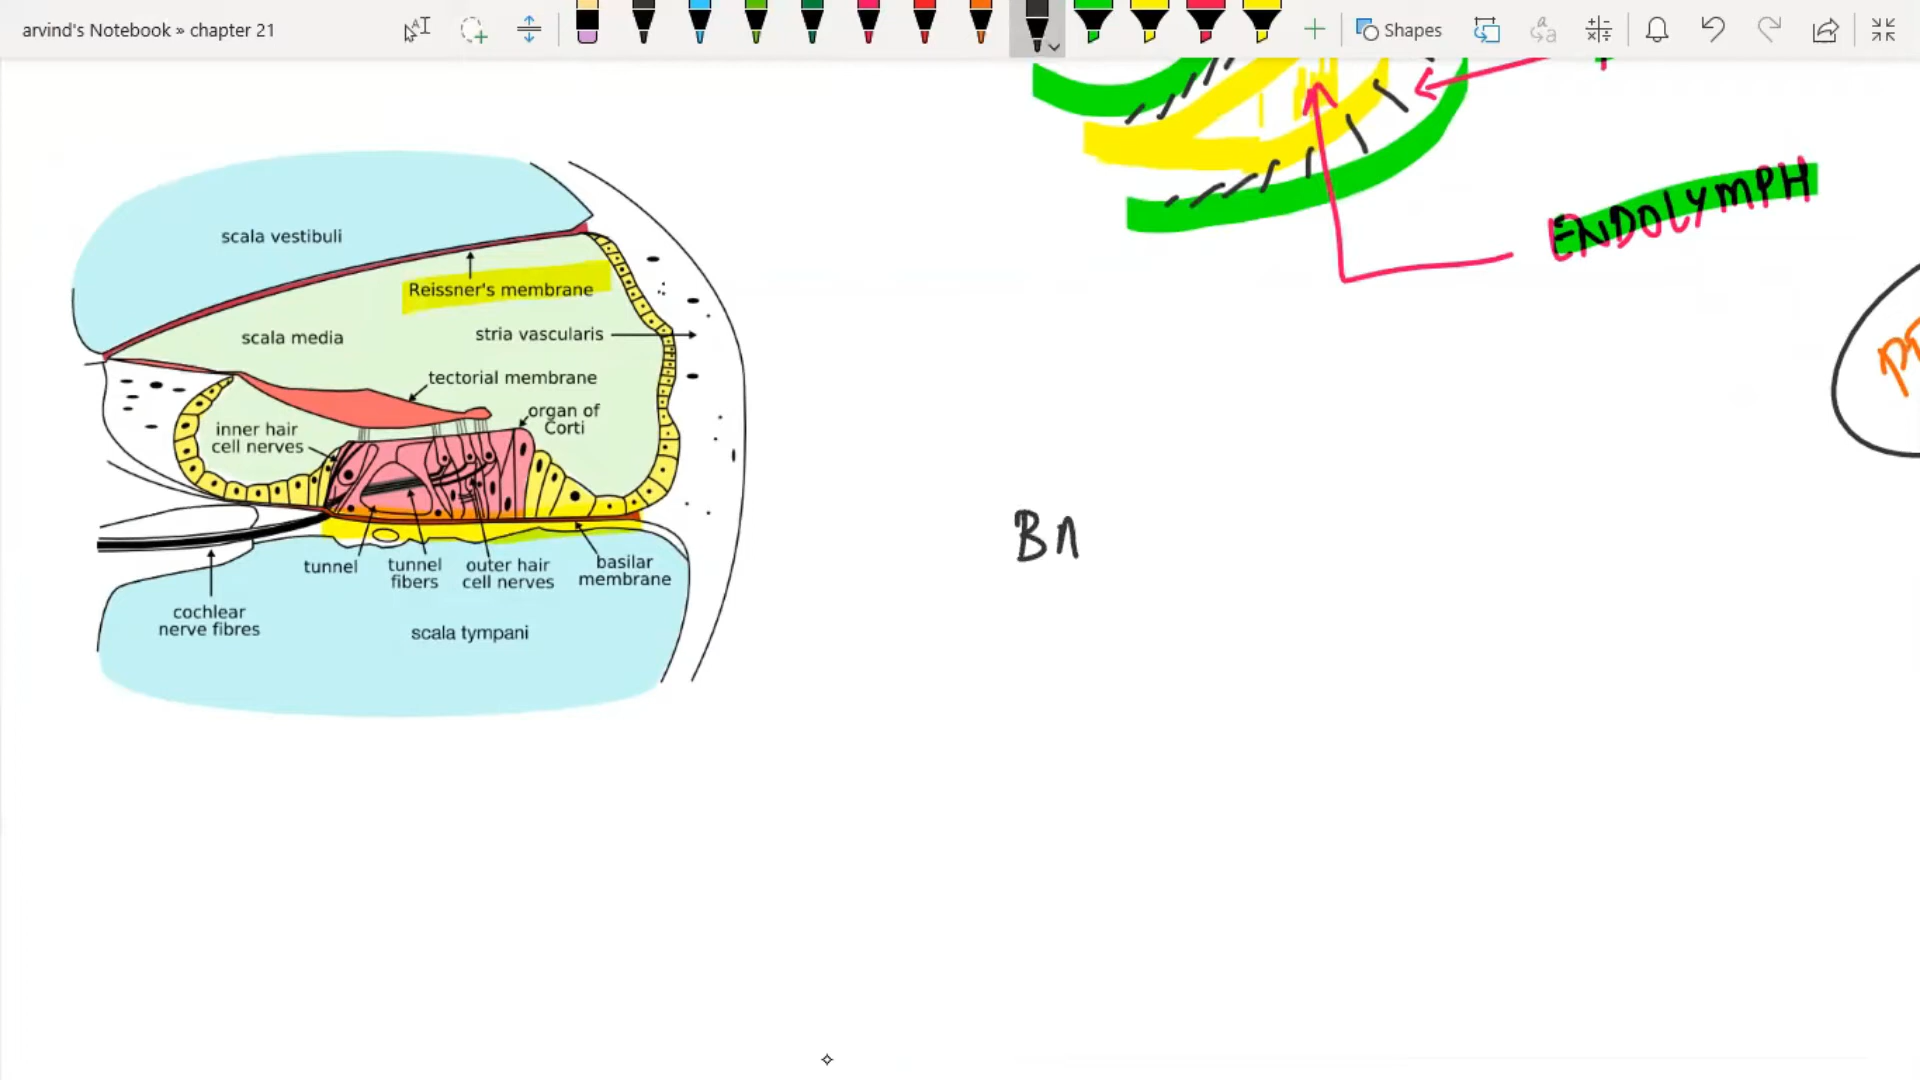 arvind's Notebook » chapter 21
Shapes
ENDOLYMPH
scala vestibuli
Reissner's membrane
scala media
stria vascularis
tectorial membrane
organ of
Corti
inner hair
cell nerves
tunnel
tunnel
fibers
outer hair
cell nerves
basilar
membrane
cochlear
nerve fibres
scala tympani